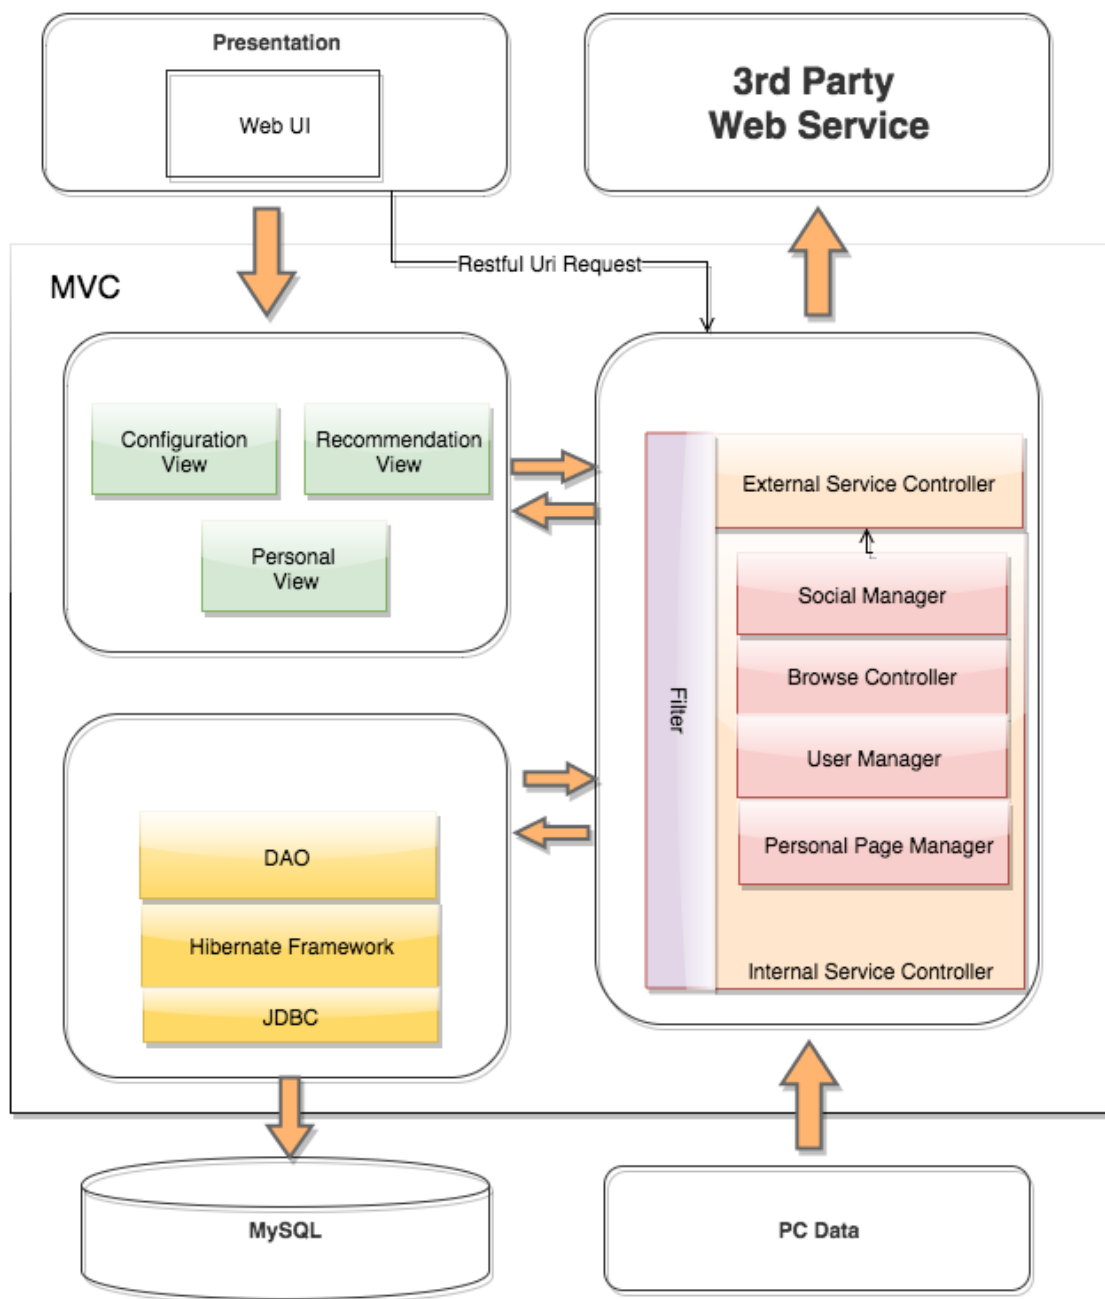 Presentation
Web UI
3rd Party
Web Service
Restful Uri Request
MVC
Configuration
View
Recommendation
View
Personal
View
External Service Controller
Social Manager
Browse Controller
User Manager
Personal Page Manager
Filter
Internal Service Controller
DAO
Hibernate Framework
JDBC
MySQL
PC Data